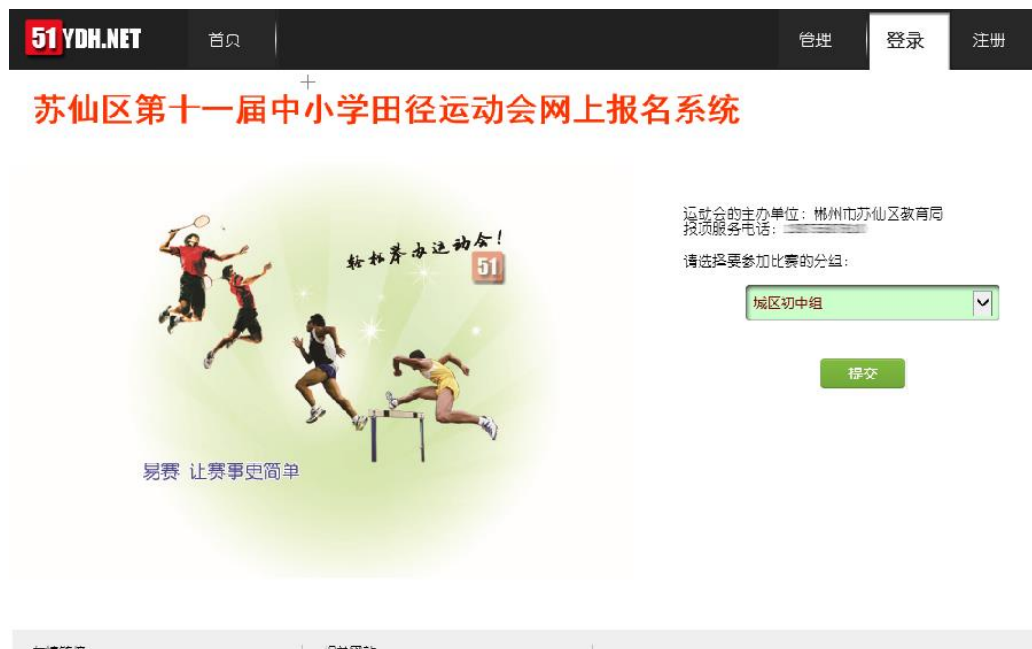 51YDH.NET 首页 管理 登录 注册
苏仙区第十一届中小学田径运动会网上报名系统
运动会的主办单位：郴州市苏仙区教育局
投项服务电话：
请选择要参加比赛的分组：
轻松举办运动会！
51
城区初中组
提交
易赛 让赛事更简单